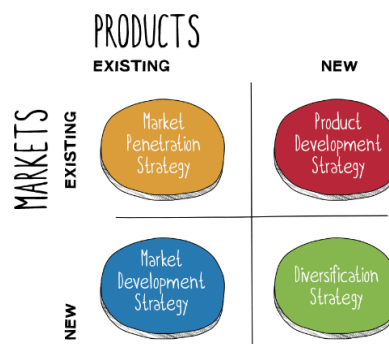 PRODUCTS
EXISTING
NEW
MARKETS
EXISTING
Market
Penetration
Strategy
Product
Development
Strategy
NEW
Market
Development
Strategy
Diversification
Strategy